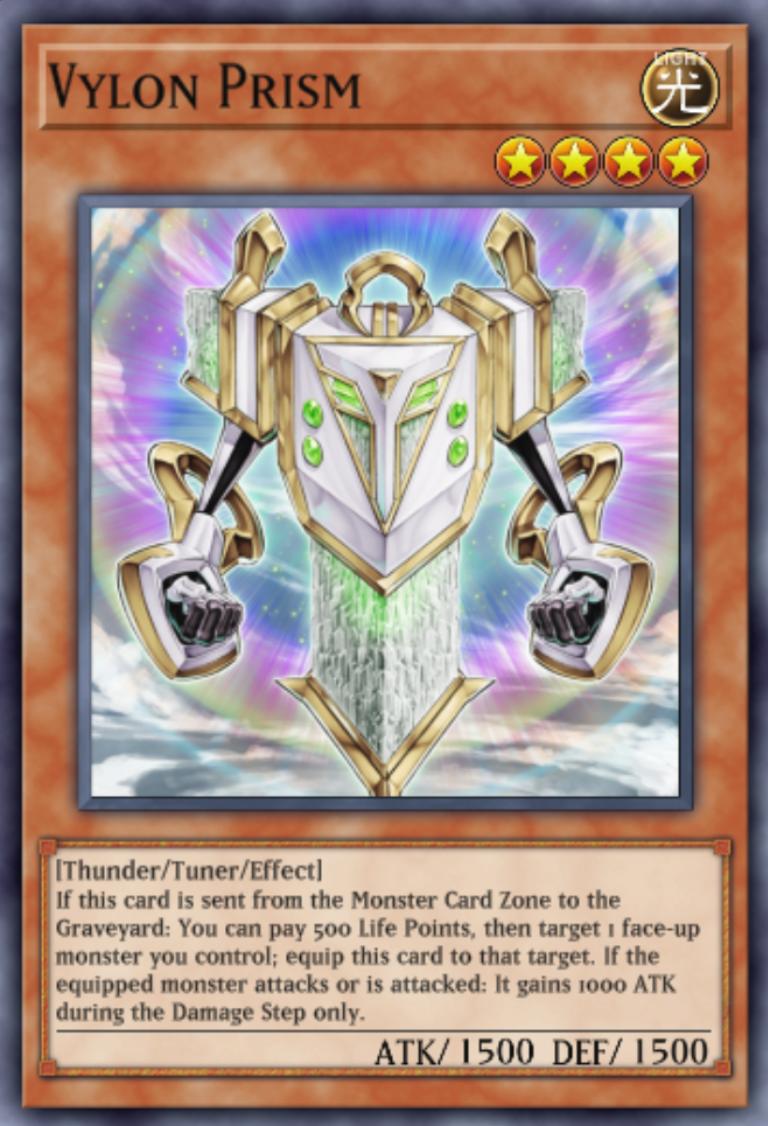 Vylon Prism
LIGHT
光
[Thunder/Tuner/Effect]
If this card is sent from the Monster Card Zone to the
Graveyard: You can pay 500 Life Points, then target 1 face-up
monster you control; equip this card to that target. If the
equipped monster attacks or is attacked: It gains 1000 ATK
during the Damage Step only.
ATK/ 1500 DEF/ 1500